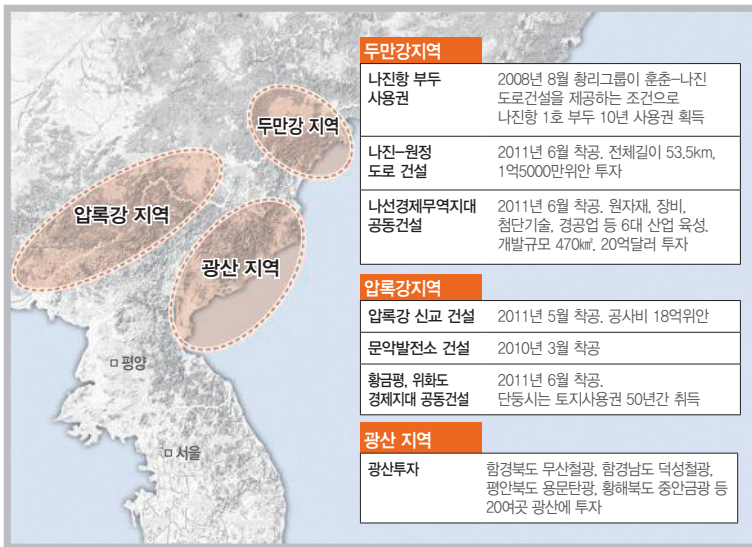 두만강 지역
압록강 지역
광산 지역
평양
서울
두만강지역
나진항 부두
사용권
2008년 8월 촹리그룹이 훈춘-나진
도로건설을 제공하는 조건으로
나진항 1호 부두 10년 사용권 획득
나진-원정
도로 건설
2011년 6월 착공. 전체길이 53.5km,
1억5000만위안 투자
나선경제무역지대
공동건설
2011년 6월 착공. 원자재, 장비,
첨단기술, 경공업 등 6대 산업 육성.
개발규모 470㎢, 20억달러 투자
압록강지역
압록강 신교 건설
2011년 5월 착공. 공사비 18억위안
문악발전소 건설
2010년 3월 착공
황금평, 위화도
경제지대 공동건설
2011년 6월 착공.
단둥시는 토지사용권 50년간 취득
광산 지역
광산투자
함경북도 무산철광, 함경남도 덕성철광,
평안북도 용문탄광, 황해북도 중안금광 등
20여곳 광산에 투자